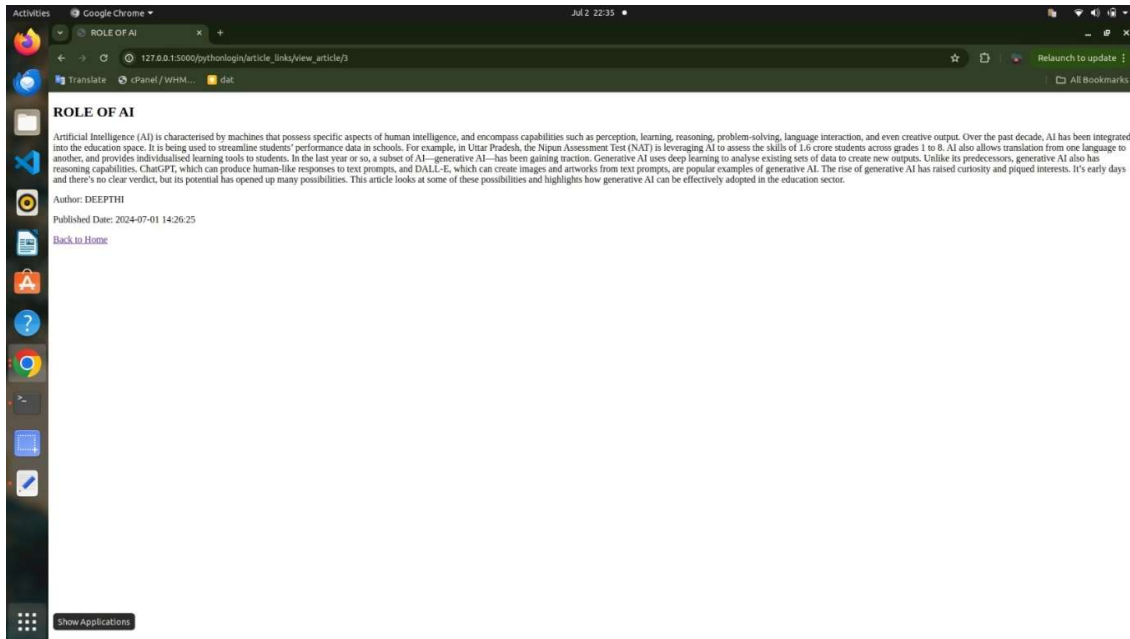 Activities
Google Chrome
Jul 2 22:35
ROLE OF AI
127.0.0.1:5000/pythonlogin/article_links/view_article/3
Relaunch to update
Translate
cPanel / WHM...
dat
All Bookmarks
ROLE OF AI
Artificial Intelligence (AI) is characterised by machines that possess specific aspects of human intelligence, and encompass capabilities such as perception, learning, reasoning, problem-solving, language interaction, and even creative output. Over the past decade, AI has been integrated
into the education space. It is being used to streamline students’ performance data in schools. For example, in Uttar Pradesh, the Nipun Assessment Test (NAT) is leveraging AI to assess the skills of 1.6 crore students across grades 1 to 8. AI also allows translation from one language to
another, and provides individualised learning tools to students. In the last year or so, a subset of AI—generative AI—has been gaining traction. Generative AI uses deep learning to analyse existing sets of data to create new outputs. Unlike its predecessors, generative AI also has
reasoning capabilities. ChatGPT, which can produce human-like responses to text prompts, and DALL-E, which can create images and artworks from text prompts, are popular examples of generative AI. The rise of generative AI has raised curiosity and piqued interests. It’s early days
and there’s no clear verdict, but its potential has opened up many possibilities. This article looks at some of these possibilities and highlights how generative AI can be effectively adopted in the education sector.
Author: DEEPTHI
Published Date: 2024-07-01 14:26:25
Back to Home
Show Applications